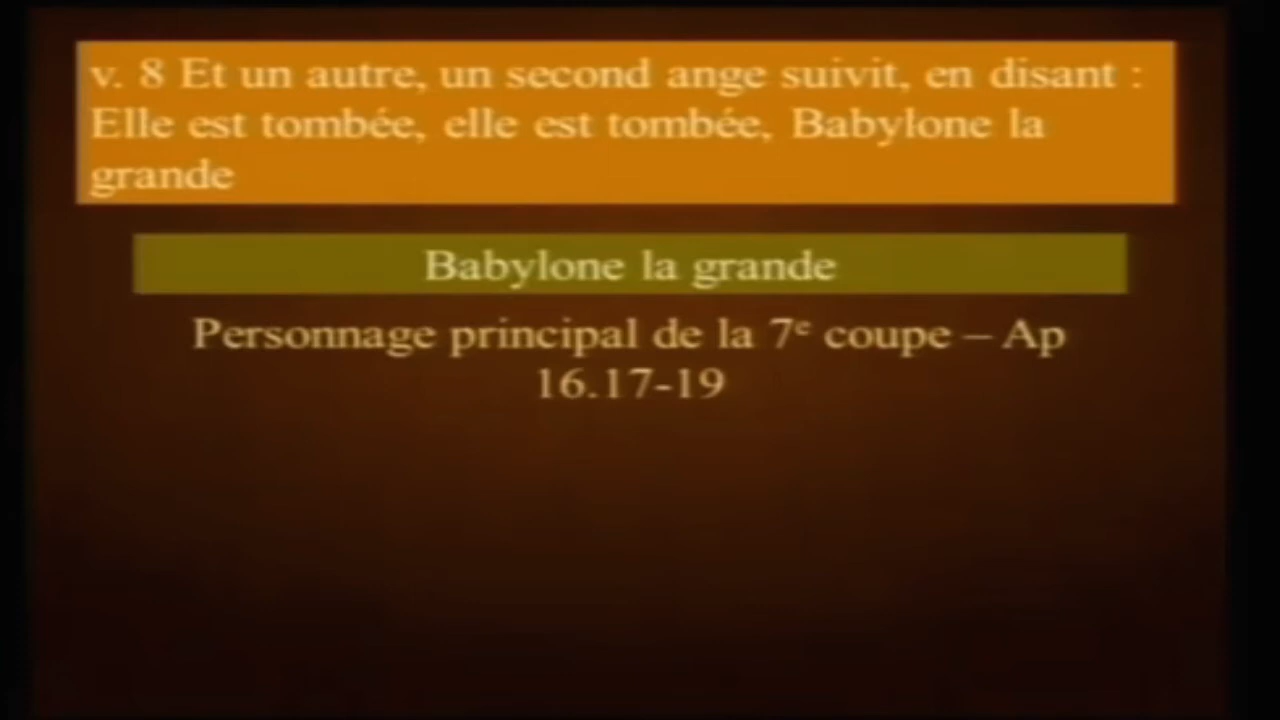 v. 8 Et un autre, un second ange suivit, en disant :
Elle est tombée, elle est tombée, Babylone la
grande
Babylone la grande
Personnage principal de la 7e coupe – Ap
16.17-19